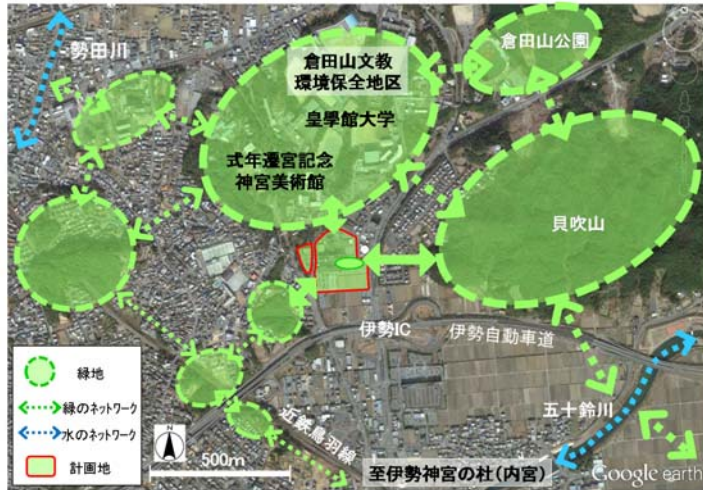 勢田川
倉田山公園
倉田山文教
環境保全地区
皇學館大学
式年遷宮記念
神宮美術館
貝吹山
伊勢IC
伊勢自動車道
緑地
緑のネットワーク
水のネットワーク
計画地
N
500m
近鉄鳥羽線
五十鈴川
至伊勢神宮の杜(内宮)
Google earth